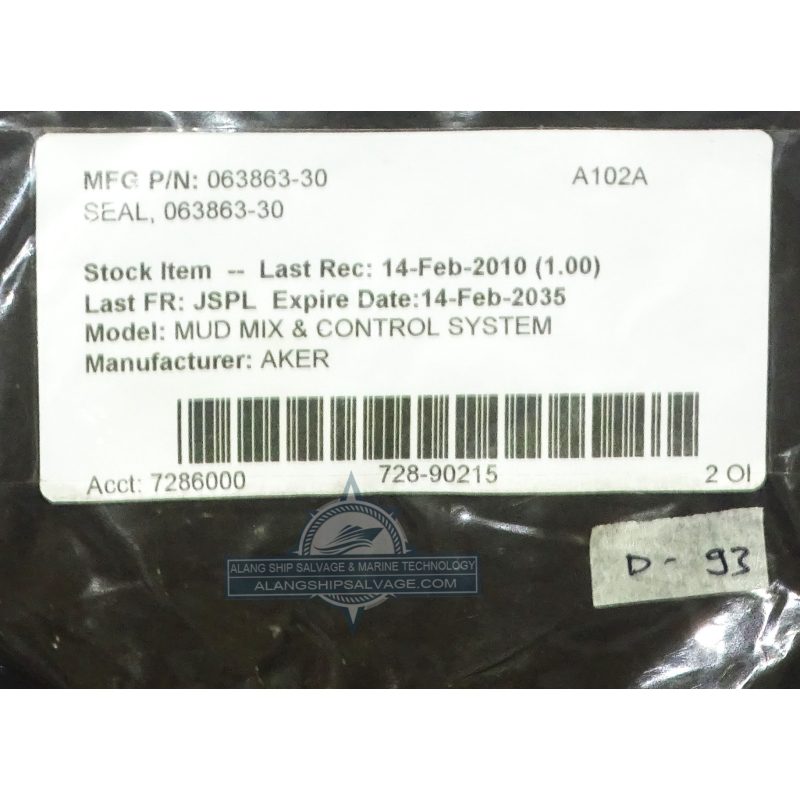 MFG P/N: 063863-30 A102A
SEAL, 063863-30
Stock Item -- Last Rec: 14-Feb-2010 (1.00)
Last FR: JSPL Expire Date:14-Feb-2035
Model: MUD MIX & CONTROL SYSTEM
Manufacturer: AKER
Acct: 7286000 728-90215 2 OI
ALANG SHIP SALVAGE & MARINE TECHNOLOGY
ALANGSHIPSALVAGE.COM
D - 93